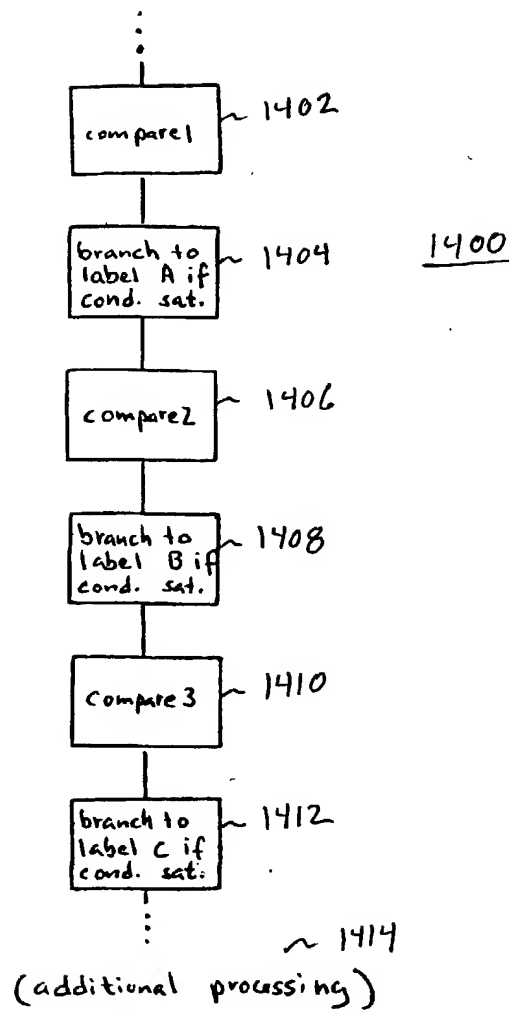 compare1
1402
branch to
label A if
cond. sat.
1404
1400
compare2
1406
branch to
label B if
cond. sat.
1408
compare3
1410
branch to
label C if
cond. sat.
1412
1414
(additional processing)